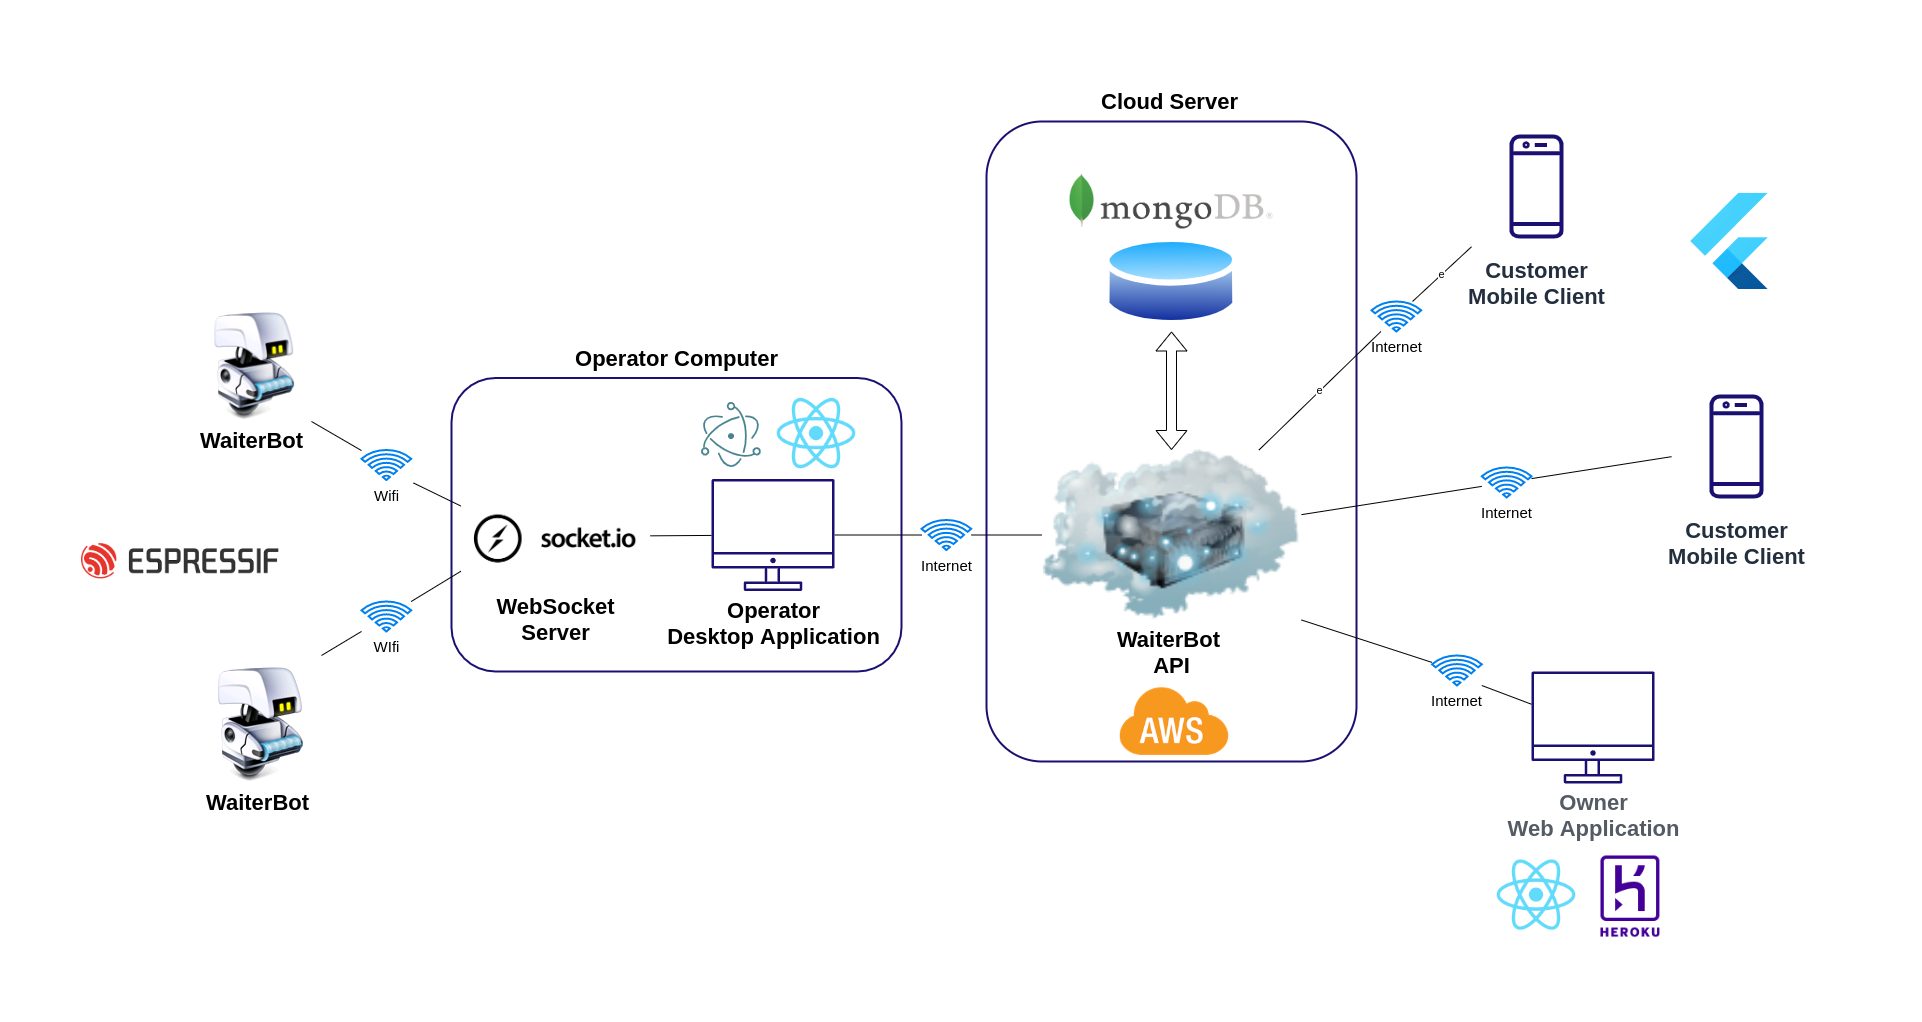 Cloud Server
mongoDB®
e
Customer
Mobile Client
Internet
e
Operator Computer
WaiterBot
Wifi
Internet
Customer
Mobile Client
socket.io
ESPRESSIF
Internet
WebSocket
Server
Operator
Desktop Application
WIfi
WaiterBot
API
Internet
AWS
WaiterBot
Owner
Web Application
HEROKU